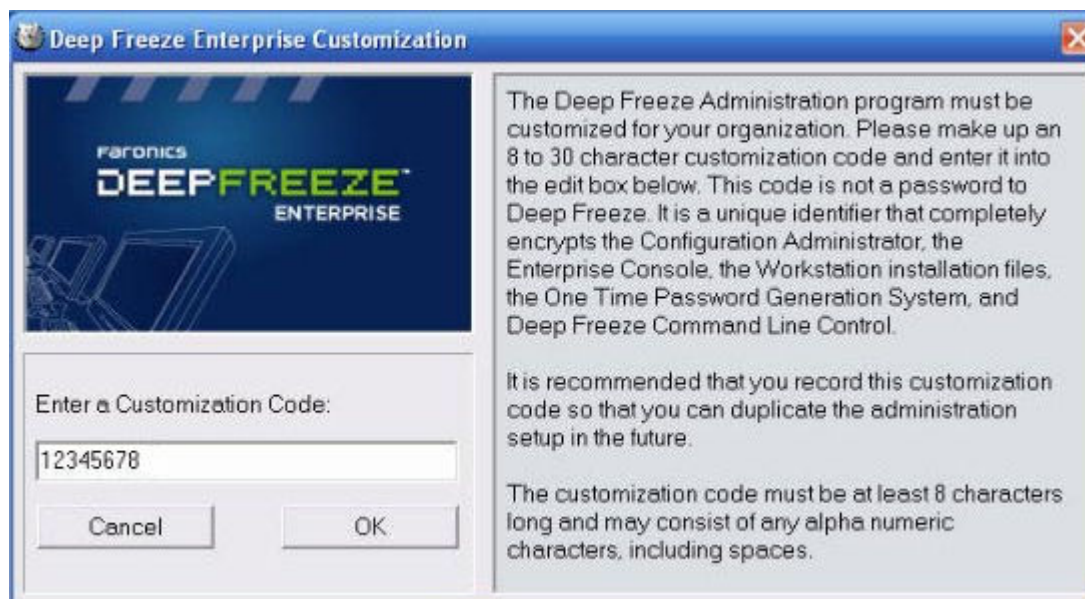 Deep Freeze Enterprise Customization
Faronics
DEEPFREEZE™
ENTERPRISE
Enter a Customization Code:
12345678
Cancel
OK
The Deep Freeze Administration program must be
customized for your organization. Please make up an
8 to 30 character customization code and enter it into
the edit box below. This code is not a password to
Deep Freeze. It is a unique identifier that completely
encrypts the Configuration Administrator, the
Enterprise Console, the Workstation installation files,
the One Time Password Generation System, and
Deep Freeze Command Line Control.
It is recommended that you record this customization
code so that you can duplicate the administration
setup in the future.
The customization code must be at least 8 characters
long and may consist of any alpha numeric
characters, including spaces.